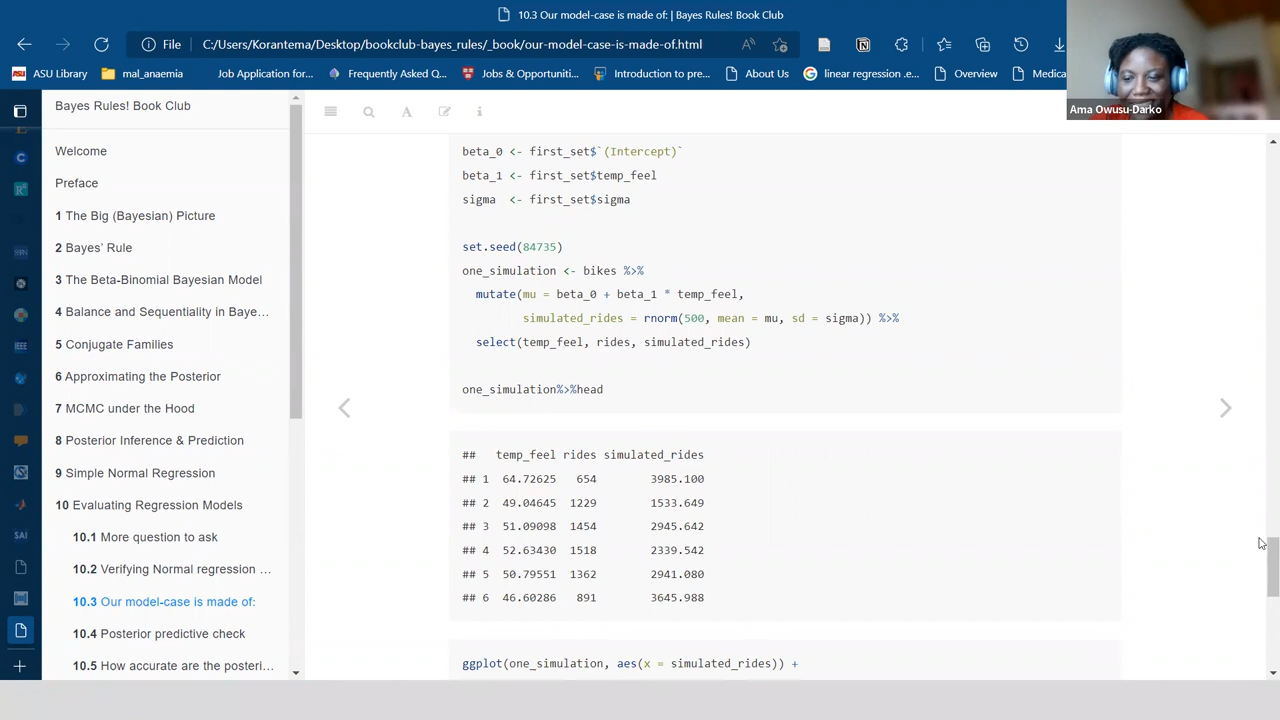 10.3 Our model-case is made of: | Bayes Rules! Book Club
File
C:/Users/Korantema/Desktop/bookclub-bayes_rules/_book/our-model-case-is-made-of.html
ASU Library
mal_anaemia
Job Application for...
Frequently Asked Q...
Jobs & Opportuniti...
Introduction to pre...
About Us
linear regression .e...
Overview
Medica
Ama Owusu-Darko
Bayes Rules! Book Club
Welcome
Preface
1 The Big (Bayesian) Picture
2 Bayes' Rule
3 The Beta-Binomial Bayesian Model
4 Balance and Sequentiality in Baye...
5 Conjugate Families
6 Approximating the Posterior
7 MCMC under the Hood
8 Posterior Inference & Prediction
9 Simple Normal Regression
10 Evaluating Regression Models
10.1 More question to ask
10.2 Verifying Normal regression ...
10.3 Our model-case is made of:
10.4 Posterior predictive check
10.5 How accurate are the posteri...
beta_0 <- first_set$`(Intercept)`
beta_1 <- first_set$temp_feel
sigma  <- first_set$sigma
set.seed(84735)
one_simulation <- bikes %>%
mutate(mu = beta_0 + beta_1 * temp_feel,
simulated_rides = rnorm(500, mean = mu, sd = sigma)) %>%
select(temp_feel, rides, simulated_rides)
one_simulation%>%head
##   temp_feel rides simulated_rides
## 1  64.72625   654        3985.100
## 2  49.04645  1229        1533.649
## 3  51.09098  1454        2945.642
## 4  52.63430  1518        2339.542
## 5  50.79551  1362        2941.080
## 6  46.60286   891        3645.988
ggplot(one_simulation, aes(x = simulated_rides)) +